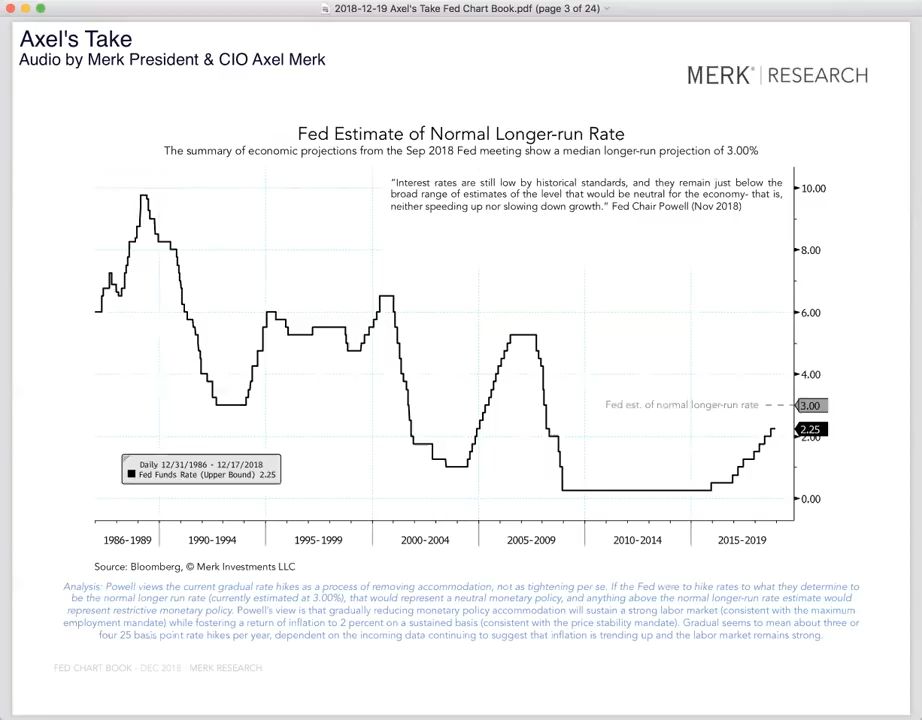 2018-12-19 Axel's Take Fed Chart Book.pdf (page 3 of 24)
Axel's Take
Audio by Merk President & CIO Axel Merk
MERK® | RESEARCH
Fed Estimate of Normal Longer-run Rate
The summary of economic projections from the Sep 2018 Fed meeting show a median longer-run projection of 3.00%
"Interest rates are still low by historical standards, and they remain just below the
broad range of estimates of the level that would be neutral for the economy- that is,
neither speeding up nor slowing down growth." Fed Chair Powell (Nov 2018)
10.00
8.00
6.00
4.00
Fed est. of normal longer-run rate
3.00
2.25
2.00
0.00
Daily 12/31/1986 - 12/17/2018
Fed Funds Rate (Upper Bound) 2.25
1986-1989 1990-1994 1995-1999 2000-2004 2005-2009 2010-2014 2015-2019
Source: Bloomberg, © Merk Investments LLC
Analysis: Powell views the current gradual rate hikes as a process of removing accommodation, not as tightening per se. If the Fed were to hike rates to what they determine to
be the normal longer run rate (currently estimated at 3.00%), that would represent a neutral monetary policy, and anything above the normal longer-run rate estimate would
represent restrictive monetary policy. Powell's view is that gradually reducing monetary policy accommodation will sustain a strong labor market (consistent with the maximum
employment mandate) while fostering a return of inflation to 2 percent on a sustained basis (consistent with the price stability mandate). Gradual seems to mean about three or
four 25 basis point rate hikes per year, dependent on the incoming data continuing to suggest that inflation is trending up and the labor market remains strong.
FED CHART BOOK - DEC 2018 | MERK RESEARCH